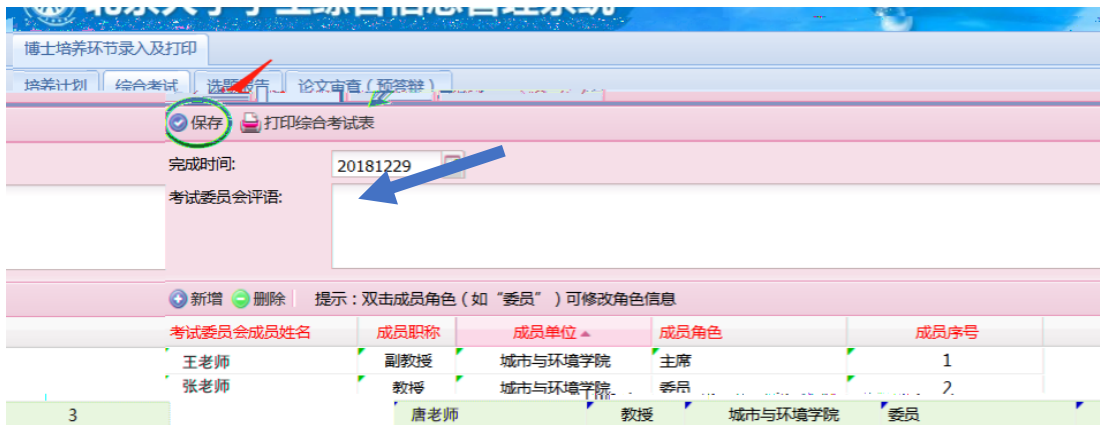 博士培养环节录入及打印
培养计划 综合考试 选题报告 论文审查（预答辩）
保存 打印综合考试表
完成时间: 20181229
考试委员会评语:
新增 删除 提示：双击成员角色（如“委员”）可修改角色信息
考试委员会成员姓名 成员职称 成员单位 成员角色 成员序号
王老师 副教授 城市与环境学院 主席 1
张老师 教授 城市与环境学院 委员 2
3 唐老师 教授 城市与环境学院 委员